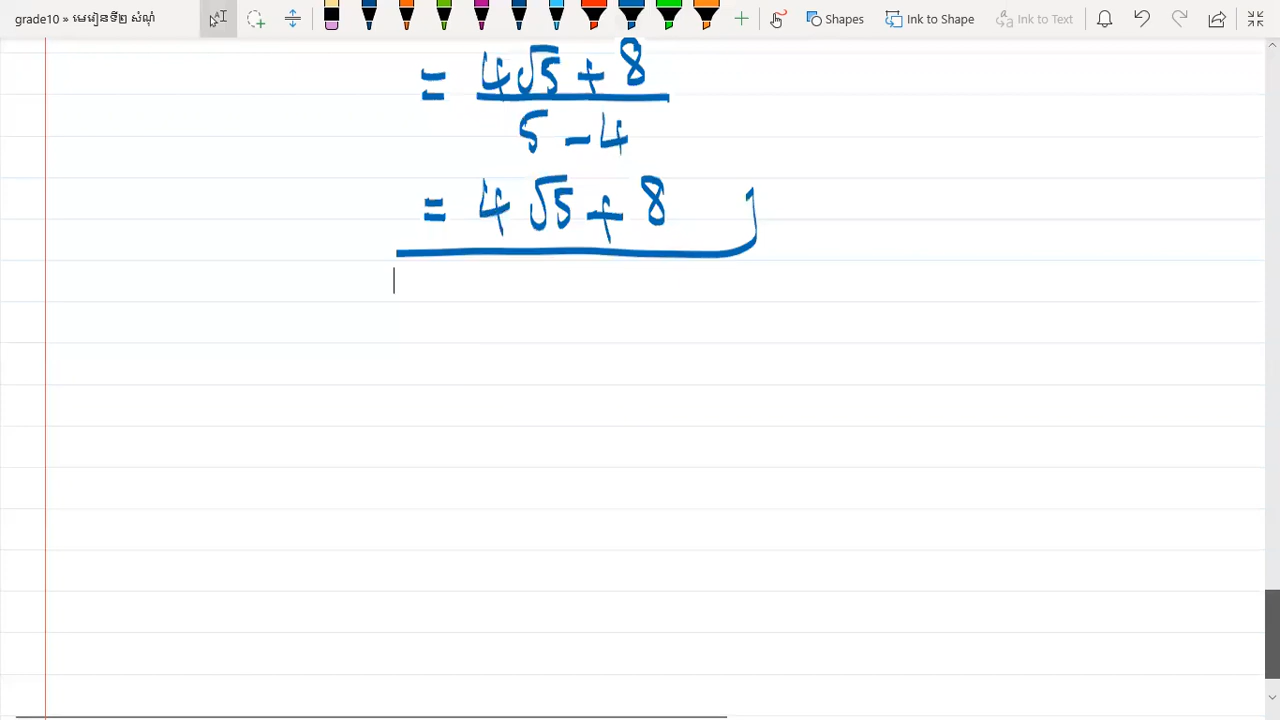 grade10 » មេរៀនទី២ សំណុំ
Shapes
Ink to Shape
Ink to Text
= (4√5 + 8)/(5 - 4)
= 4√5 + 8